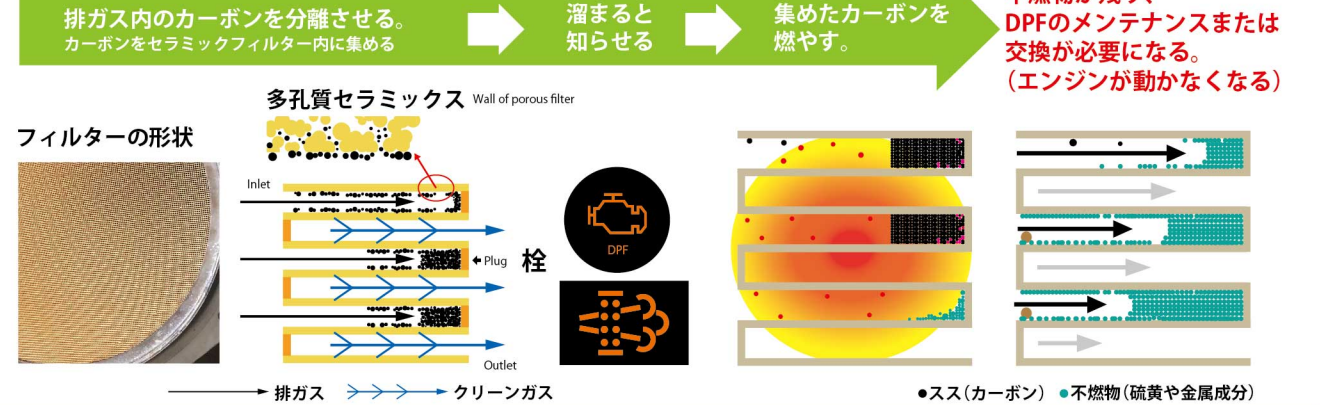 排ガス内のカーボンを分離させる。
カーボンをセラミックフィルター内に集める
溜まると
知らせる
集めたカーボンを
燃やす。
DPFのメンテナンスまたは
交換が必要になる。
（エンジンが動かなくなる）
多孔質セラミックス Wall of porous filter
フィルターの形状
Inlet
Plug 栓
Outlet
DPF
排ガス
クリーンガス
●スス（カーボン） ●不燃物（硫黄や金属成分）